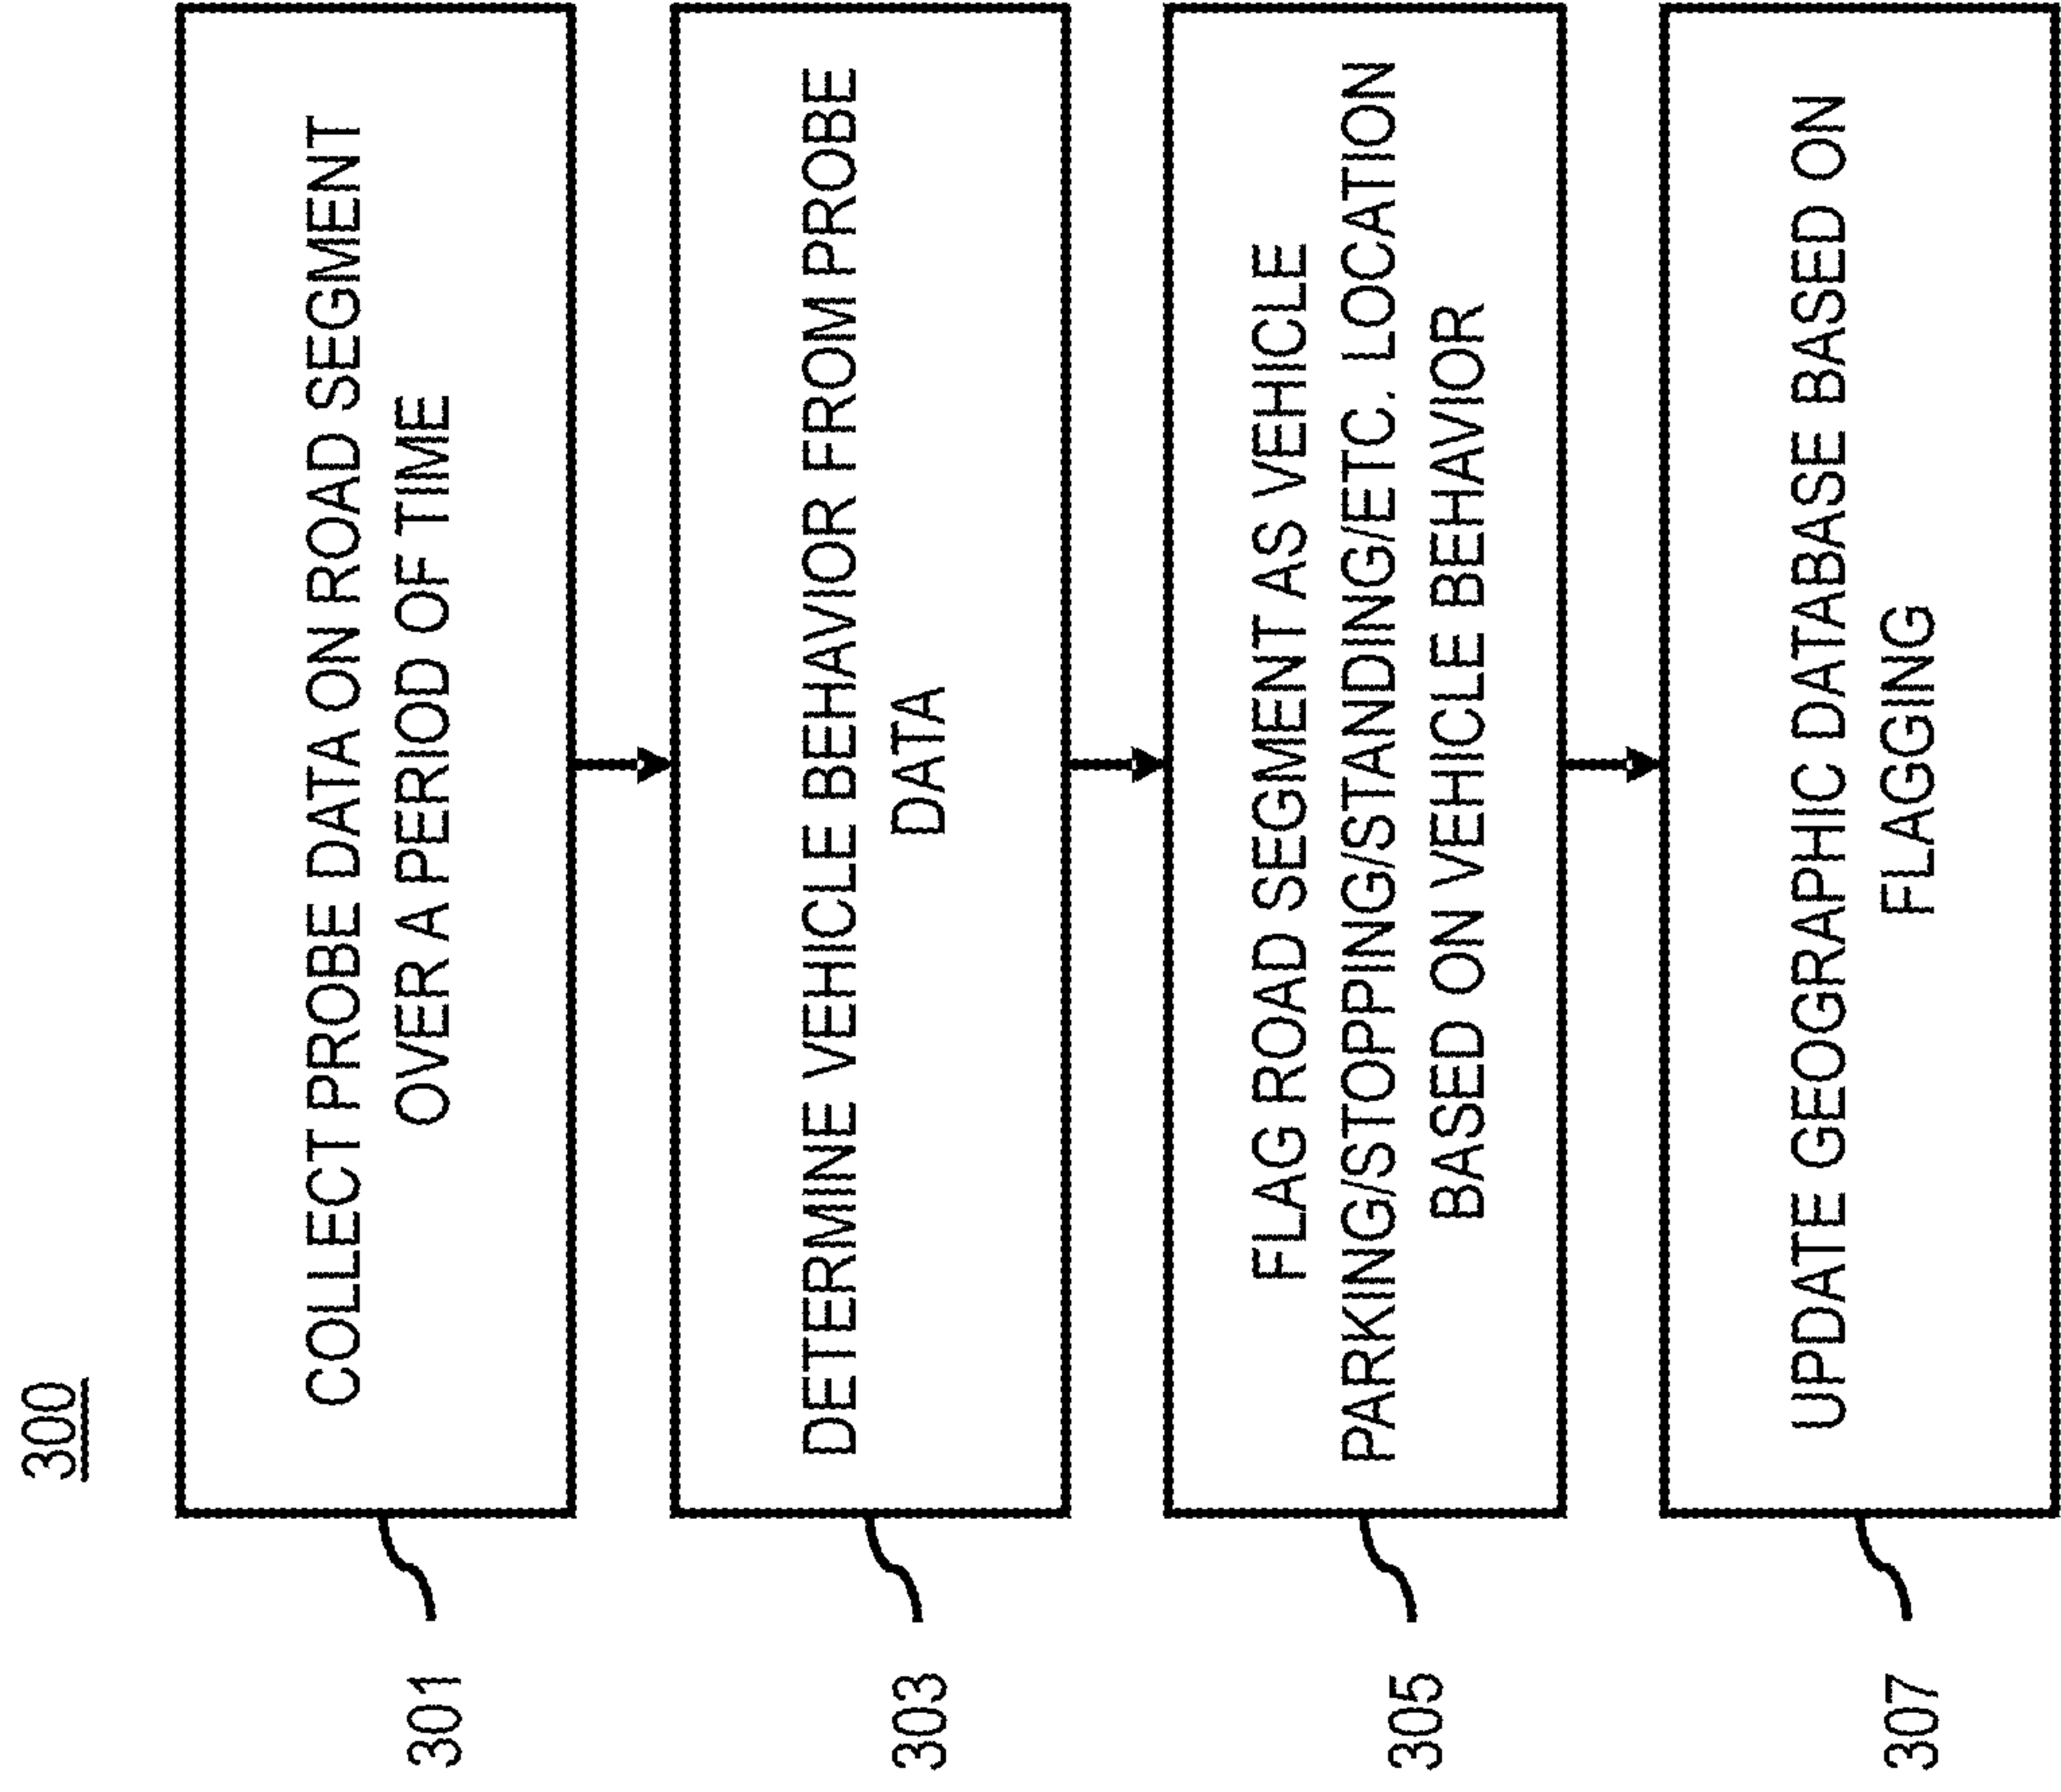 300
301
COLLECT PROBE DATA ON ROAD SEGMENT
OVER A PERIOD OF TIME
303
DETERMINE VEHICLE BEHAVIOR FROM PROBE
DATA
305
FLAG ROAD SEGMENT AS VEHICLE
PARKING/STOPPING/STANDING/ETC. LOCATION
BASED ON VEHICLE BEHAVIOR
307
UPDATE GEOGRAPHIC DATABASE BASED ON
FLAGGING